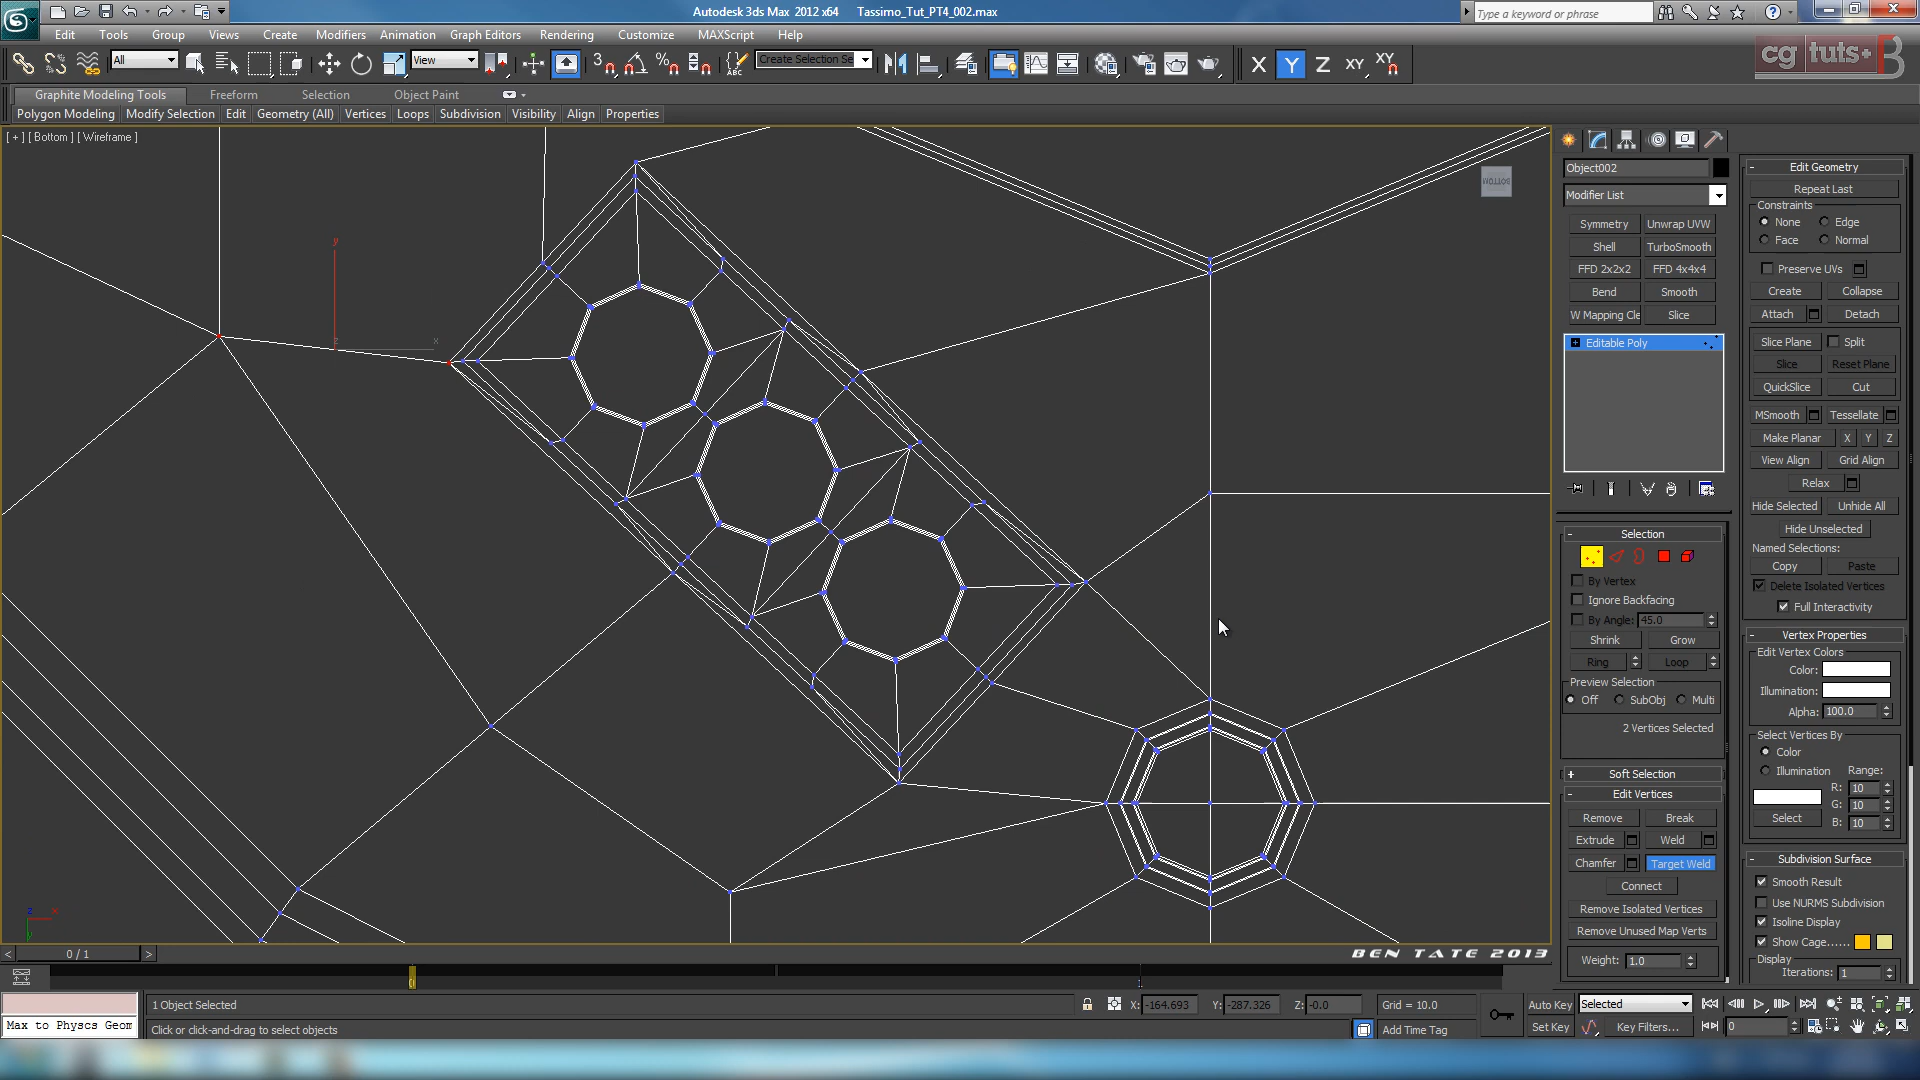 Autodesk 3ds Max 2012 x64 Tassimo_Tut_PT4_002.max
Type a keyword or phrase
Edit Tools Group Views Create Modifiers Animation Graph Editors Rendering Customize MAXScript Help
All View Create Selection Se X Y Z XY XY
cg tuts+
Graphite Modeling Tools Freeform Selection Object Paint
Polygon Modeling Modify Selection Edit Geometry (All) Vertices Loops Subdivision Visibility Align Properties
[ + ] [ Bottom ] [ Wireframe ]
BOTTOM
y
x
z
Object002
Modifier List
Symmetry Unwrap UVW
Shell TurboSmooth
FFD 2x2x2 FFD 4x4x4
Bend Smooth
W Mapping Cle Slice
Editable Poly
Selection
By Vertex
Ignore Backfacing
By Angle: 45.0
Shrink Grow
Ring Loop
Preview Selection
Off SubObj Multi
2 Vertices Selected
Soft Selection
Edit Vertices
Remove Break
Extrude Weld
Chamfer Target Weld
Connect
Remove Isolated Vertices
Remove Unused Map Verts
Weight: 1.0
Edit Geometry
Repeat Last
Constraints
None Edge
Face Normal
Preserve UVs
Create Collapse
Attach Detach
Slice Plane Split
Slice Reset Plane
QuickSlice Cut
MSmooth Tessellate
Make Planar X Y Z
View Align Grid Align
Relax
Hide Selected Unhide All
Hide Unselected
Named Selections:
Copy Paste
Delete Isolated Vertices
Full Interactivity
Vertex Properties
Edit Vertex Colors
Color:
Illumination:
Alpha: 100.0
Select Vertices By
Color
Illumination Range:
R: 10
G: 10
B: 10
Select
Subdivision Surface
Smooth Result
Use NURMS Subdivision
Isoline Display
Show Cage......
Display
Iterations: 1
BEN TATE 2013
< 0 / 1 >
0 1
1 Object Selected X: -164.693 Y: -287.326 Z: -0.0 Grid = 10.0 Auto Key Selected
Max to Physcs Geom Click or click-and-drag to select objects Add Time Tag Set Key Key Filters... 0